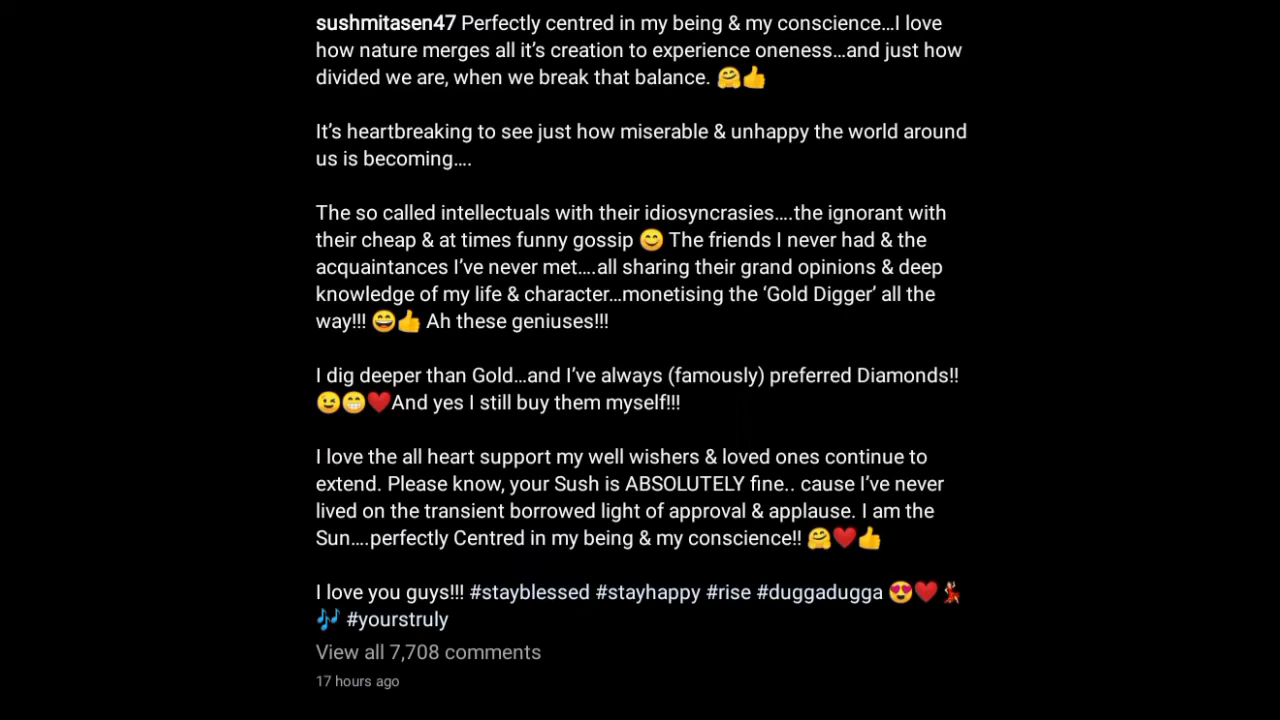 sushmitasen47 Perfectly centred in my being & my conscience...I love
how nature merges all it's creation to experience oneness...and just how
divided we are, when we break that balance. 🤗👍
It's heartbreaking to see just how miserable & unhappy the world around
us is becoming....
The so called intellectuals with their idiosyncrasies....the ignorant with
their cheap & at times funny gossip 😊 The friends I never had & the
acquaintances I've never met....all sharing their grand opinions & deep
knowledge of my life & character...monetising the 'Gold Digger' all the
way!!! 😄👍 Ah these geniuses!!!
I dig deeper than Gold...and I've always (famously) preferred Diamonds!!
😉😁❤️And yes I still buy them myself!!!
I love the all heart support my well wishers & loved ones continue to
extend. Please know, your Sush is ABSOLUTELY fine.. cause I've never
lived on the transient borrowed light of approval & applause. I am the
Sun....perfectly Centred in my being & my conscience!! 🤗❤️👍
I love you guys!!! #stayblessed #stayhappy #rise #duggadugga 😍❤️💃
🎶 #yourstruly
View all 7,708 comments
17 hours ago